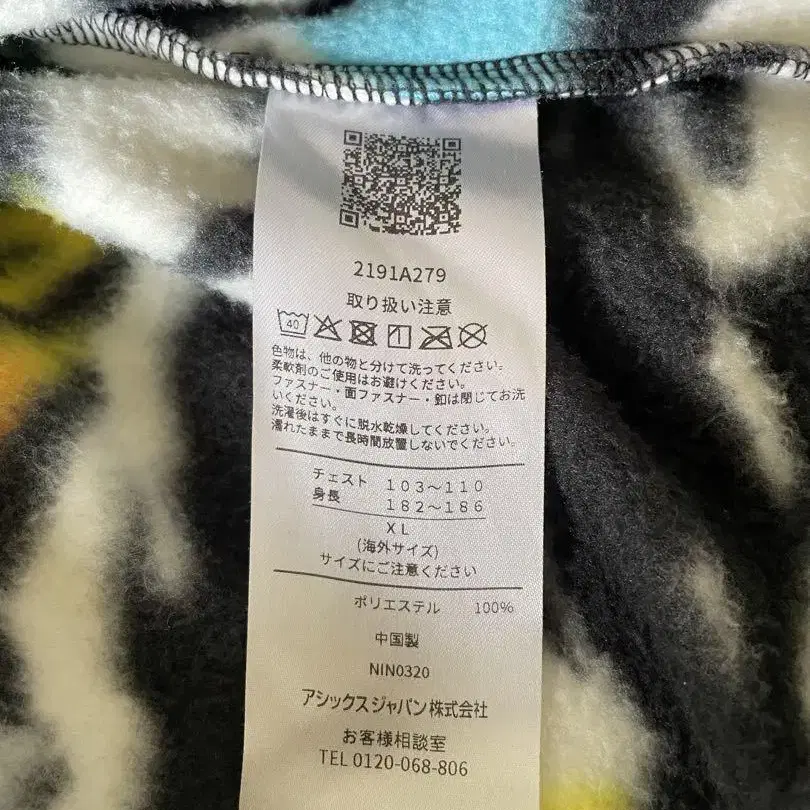 2191A279
取り扱い注意
40
色物は、他の物と分けて洗ってください。
柔軟剤のご使用はお避けください。
ファスナー・面ファスナー・釦は閉じてお洗
いください。
洗濯後はすぐに脱水乾燥してください。
濡れたままで長時間放置しないでください。
チェスト 103～110
身長 182～186
XL
(海外サイズ)
サイズにご注意ください
ポリエステル 100%
中国製
NIN0320
アシックスジャパン株式会社
お客様相談室
TEL 0120-068-806